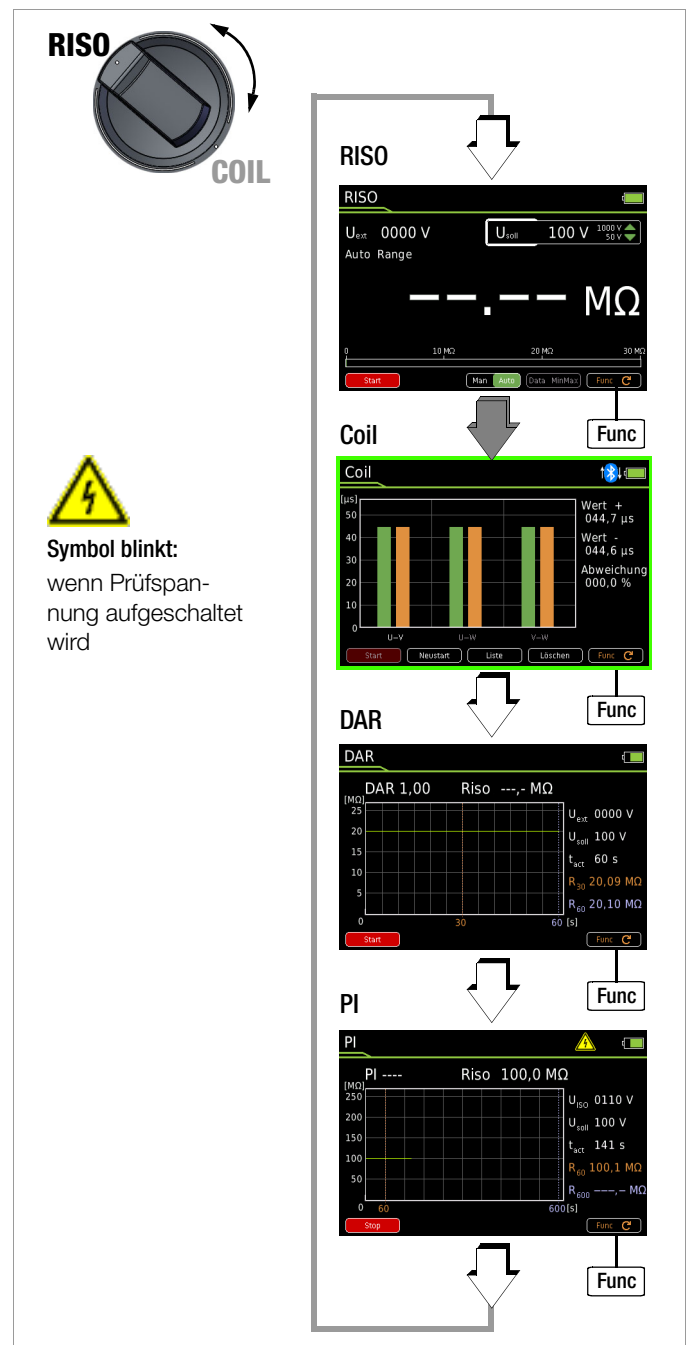 RISO
COIL
Symbol blinkt:
wenn Prüfspan-
nung aufgeschaltet
wird
RISO
RISO
Uext 0000 V
Usoll 100 V 1000 V
50 V
Auto Range
––.–– MΩ
0 10 MΩ 20 MΩ 30 MΩ
Start Man Auto Data MinMax Func
Func
Coil
Coil
[µs]
50
40
30
20
10
0
U–V U–W V–W
Wert +
044,7 µs
Wert -
044,6 µs
Abweichung
000,0 %
Start Neustart Liste Löschen Func
Func
DAR
DAR
DAR 1,00 Riso ---,- MΩ
[MΩ]
25
20
15
10
5
0 30 60 [s]
Uext 0000 V
Usoll 100 V
tact 60 s
R30 20,09 MΩ
R60 20,10 MΩ
Start Func
Func
PI
PI
PI ---- Riso 100,0 MΩ
[MΩ]
250
200
150
100
50
0 60 600 [s]
UISO 0110 V
Usoll 100 V
tact 141 s
R60 100,1 MΩ
R600 –––,– MΩ
Stop Func
Func